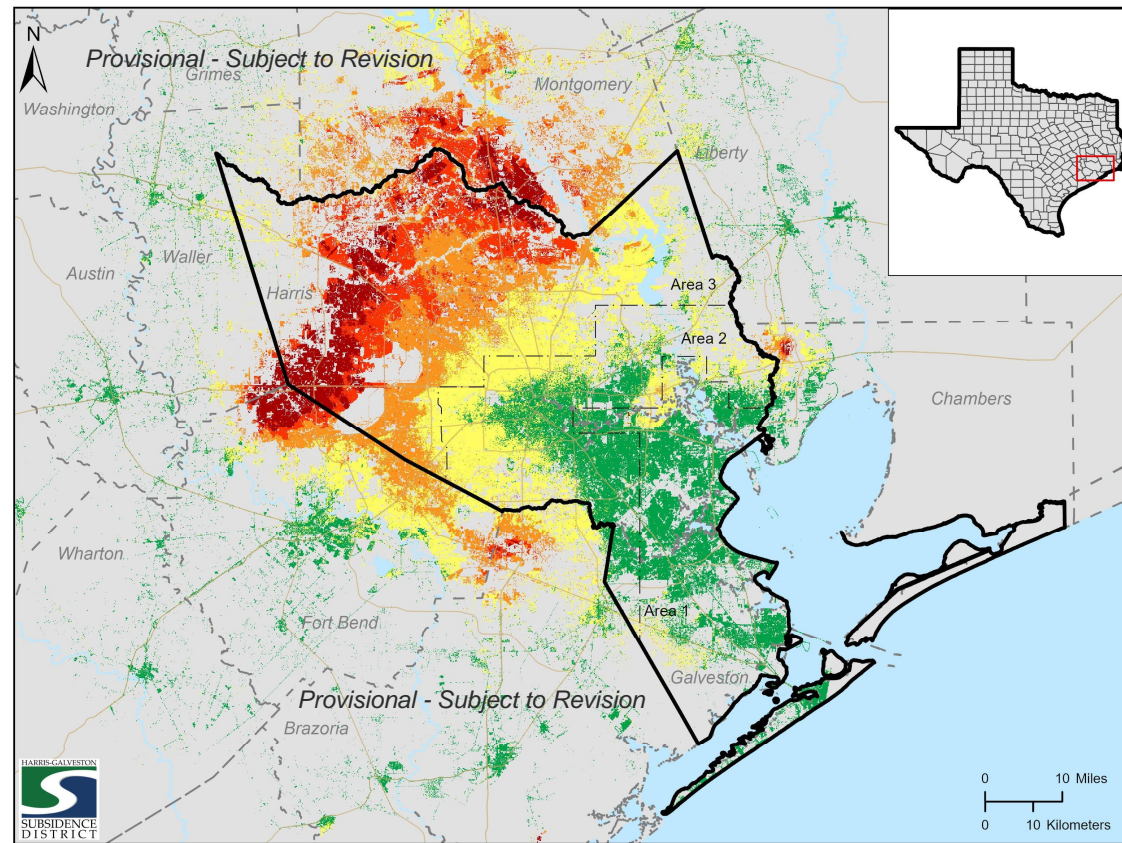 N
Provisional - Subject to Revision
Grimes
Montgomery
Washington
Liberty
Waller
Austin
Harris
Area 3
Area 2
Chambers
Wharton
Area 1
Fort Bend
Galveston
Provisional - Subject to Revision
Brazoria
HARRIS-GALVESTON
SUBSIDENCE
DISTRICT
0 10 Miles
0 10 Kilometers